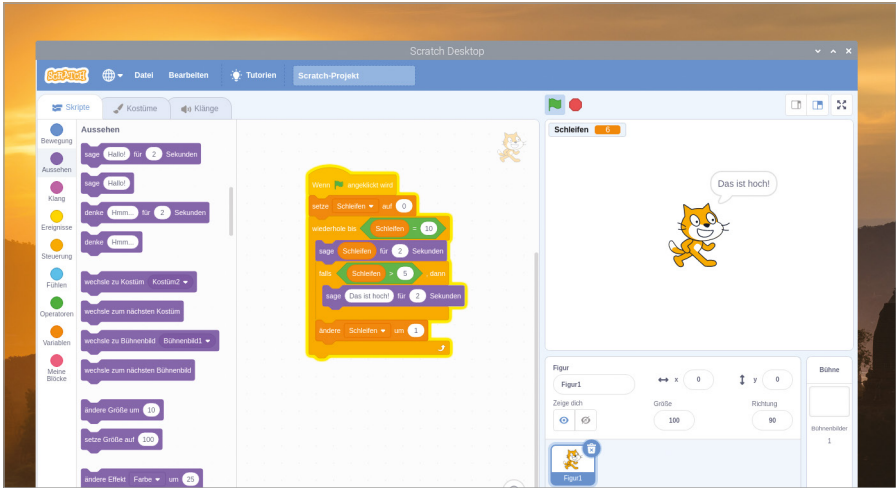 Scratch Desktop
SCRATCH
Datei Bearbeiten Tutorien Scratch-Projekt
Skripte Kostüme Klänge
Bewegung
Aussehen
Klang
Ereignisse
Steuerung
Fühlen
Operatoren
Variablen
Meine
Blöcke
Aussehen
sage Hallo! für 2 Sekunden
sage Hallo!
denke Hmm... für 2 Sekunden
denke Hmm...
wechsle zu Kostüm Kostüm2
wechsle zum nächsten Kostüm
wechsle zu Bühnenbild Bühnenbild1
wechsle zum nächsten Bühnenbild
ändere Größe um 10
setze Größe auf 100
ändere Effekt Farbe um 25
Wenn angeklickt wird
setze Schleifen auf 0
wiederhole bis Schleifen = 10
sage Schleifen für 2 Sekunden
falls Schleifen > 5 , dann
sage Das ist hoch! für 2 Sekunden
ändere Schleifen um 1
Schleifen 6
Das ist hoch!
Figur
Figur1
x 0
y 0
Zeige dich
Größe
100
Richtung
90
Figur1
Bühne
Bühnenbilder
1